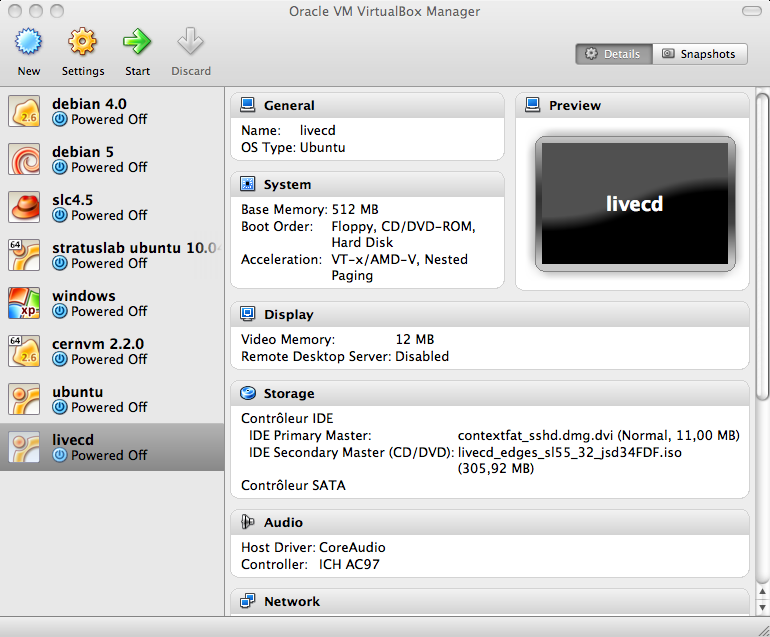 Oracle VM VirtualBox Manager
New
Settings
Start
Discard
Details
Snapshots
2.6
debian 4.0
Powered Off
debian 5
Powered Off
slc4.5
Powered Off
64
stratuslab ubuntu 10.04
Powered Off
xp
windows
Powered Off
64
2.6
cernvm 2.2.0
Powered Off
ubuntu
Powered Off
livecd
Powered Off
General
Name: livecd
OS Type: Ubuntu
System
Base Memory: 512 MB
Boot Order: Floppy, CD/DVD-ROM,
Hard Disk
Acceleration: VT-x/AMD-V, Nested
Paging
Preview
livecd
Display
Video Memory: 12 MB
Remote Desktop Server: Disabled
Storage
Contrôleur IDE
IDE Primary Master: contextfat_sshd.dmg.dvi (Normal, 11,00 MB)
IDE Secondary Master (CD/DVD): livecd_edges_sl55_32_jsd34FDF.iso
(305,92 MB)
Contrôleur SATA
Audio
Host Driver: CoreAudio
Controller: ICH AC97
Network